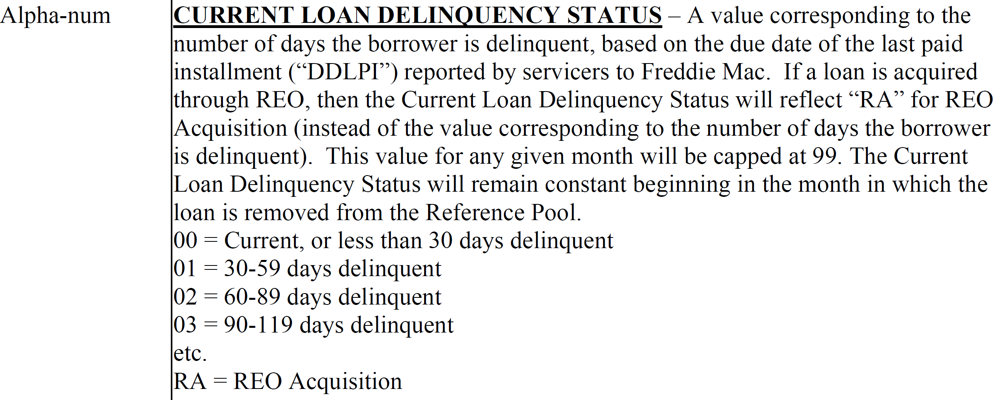 Alpha-num
CURRENT LOAN DELINQUENCY STATUS – A value corresponding to the
number of days the borrower is delinquent, based on the due date of the last paid
installment (“DDLPI”) reported by servicers to Freddie Mac.  If a loan is acquired
through REO, then the Current Loan Delinquency Status will reflect “RA” for REO
Acquisition (instead of the value corresponding to the number of days the borrower
is delinquent).  This value for any given month will be capped at 99. The Current
Loan Delinquency Status will remain constant beginning in the month in which the
loan is removed from the Reference Pool.
00 = Current, or less than 30 days delinquent
01 = 30-59 days delinquent
02 = 60-89 days delinquent
03 = 90-119 days delinquent
etc.
RA = REO Acquisition